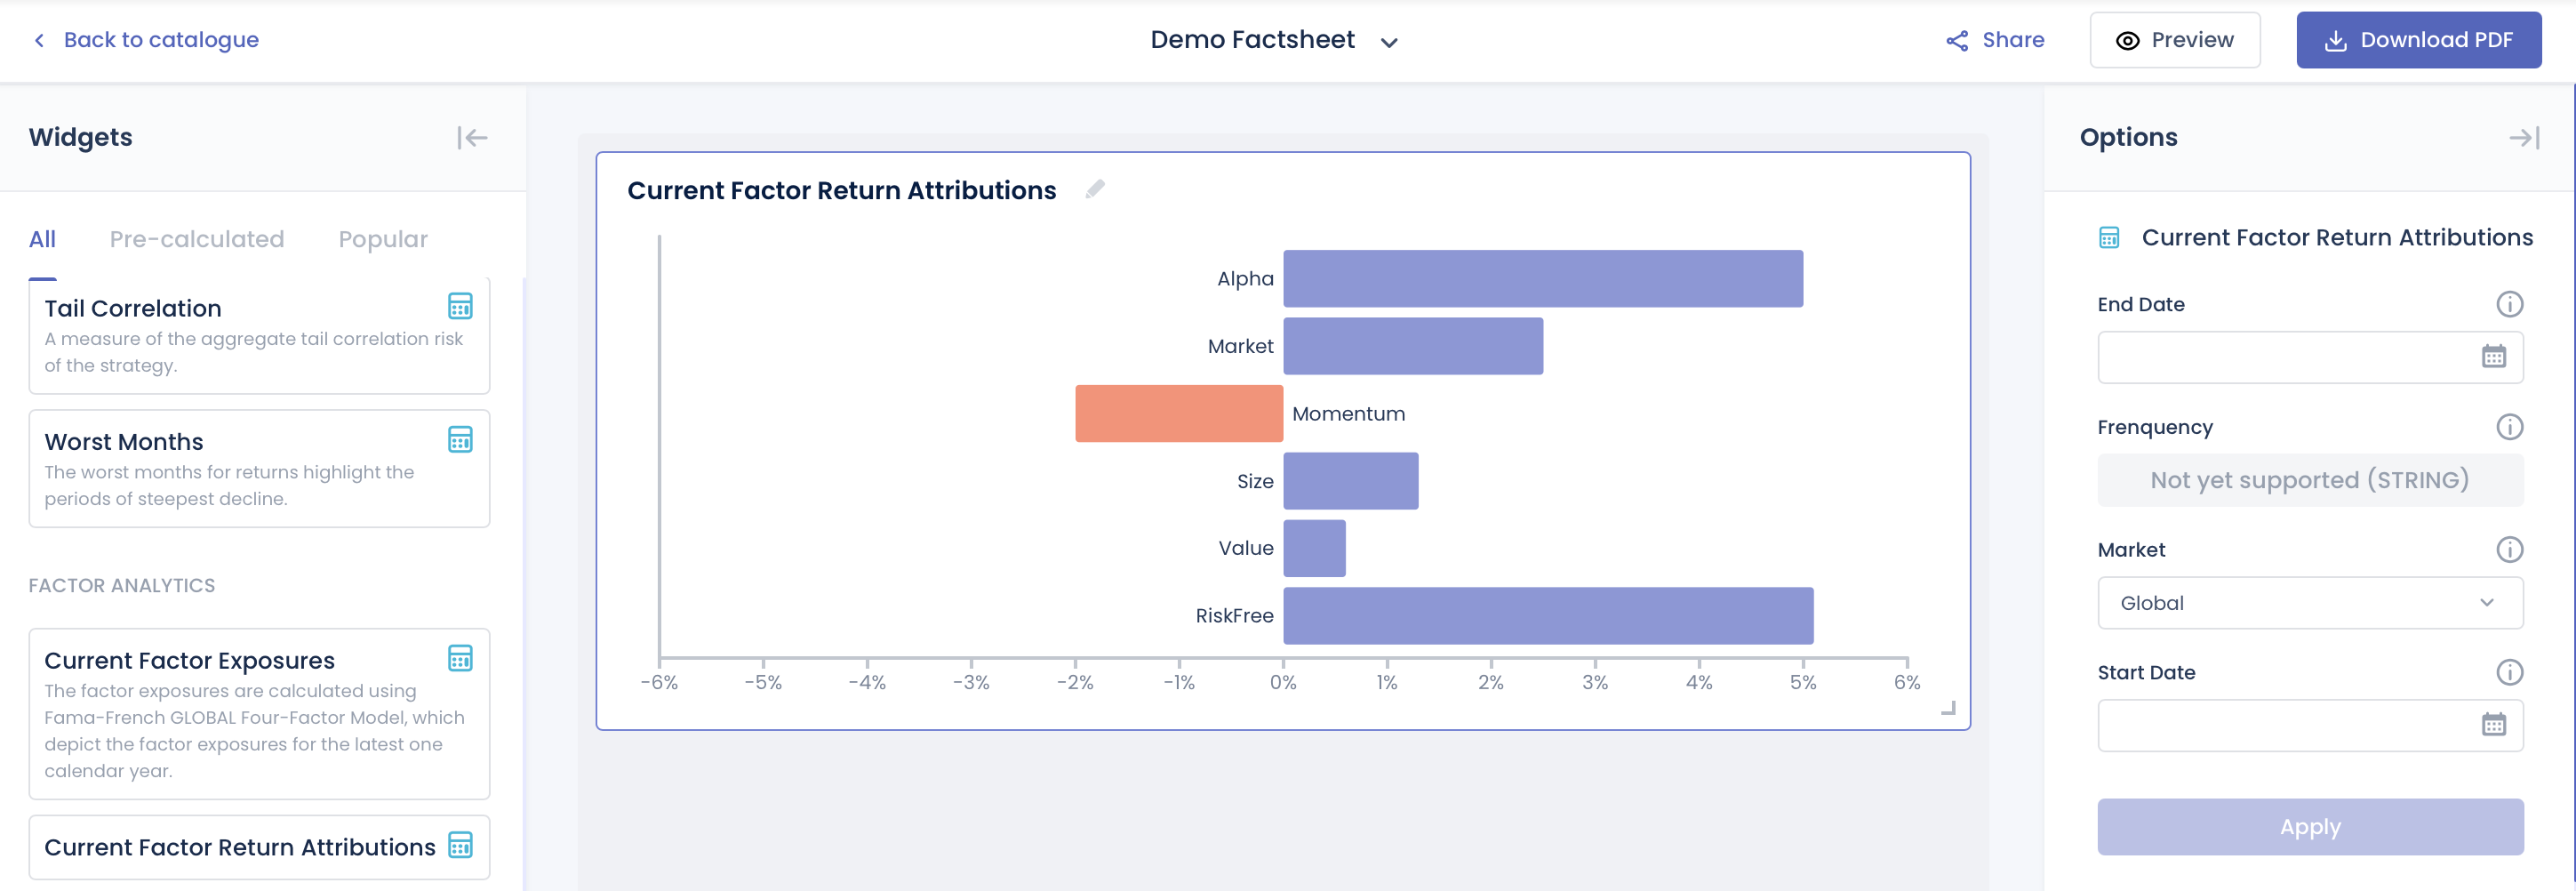 Back to catalogue
Demo Factsheet
Share
Preview
Download PDF
Widgets
All
Pre-calculated
Popular
Tail Correlation
A measure of the aggregate tail correlation risk
of the strategy.
Worst Months
The worst months for returns highlight the
periods of steepest decline.
FACTOR ANALYTICS
Current Factor Exposures
The factor exposures are calculated using
Fama-French GLOBAL Four-Factor Model, which
depict the factor exposures for the latest one
calendar year.
Current Factor Return Attributions
Current Factor Return Attributions
Alpha
Market
Momentum
Size
Value
RiskFree
-6% -5% -4% -3% -2% -1% 0% 1% 2% 3% 4% 5% 6%
Options
Current Factor Return Attributions
End Date
Frenquency
Not yet supported (STRING)
Market
Global
Start Date
Apply